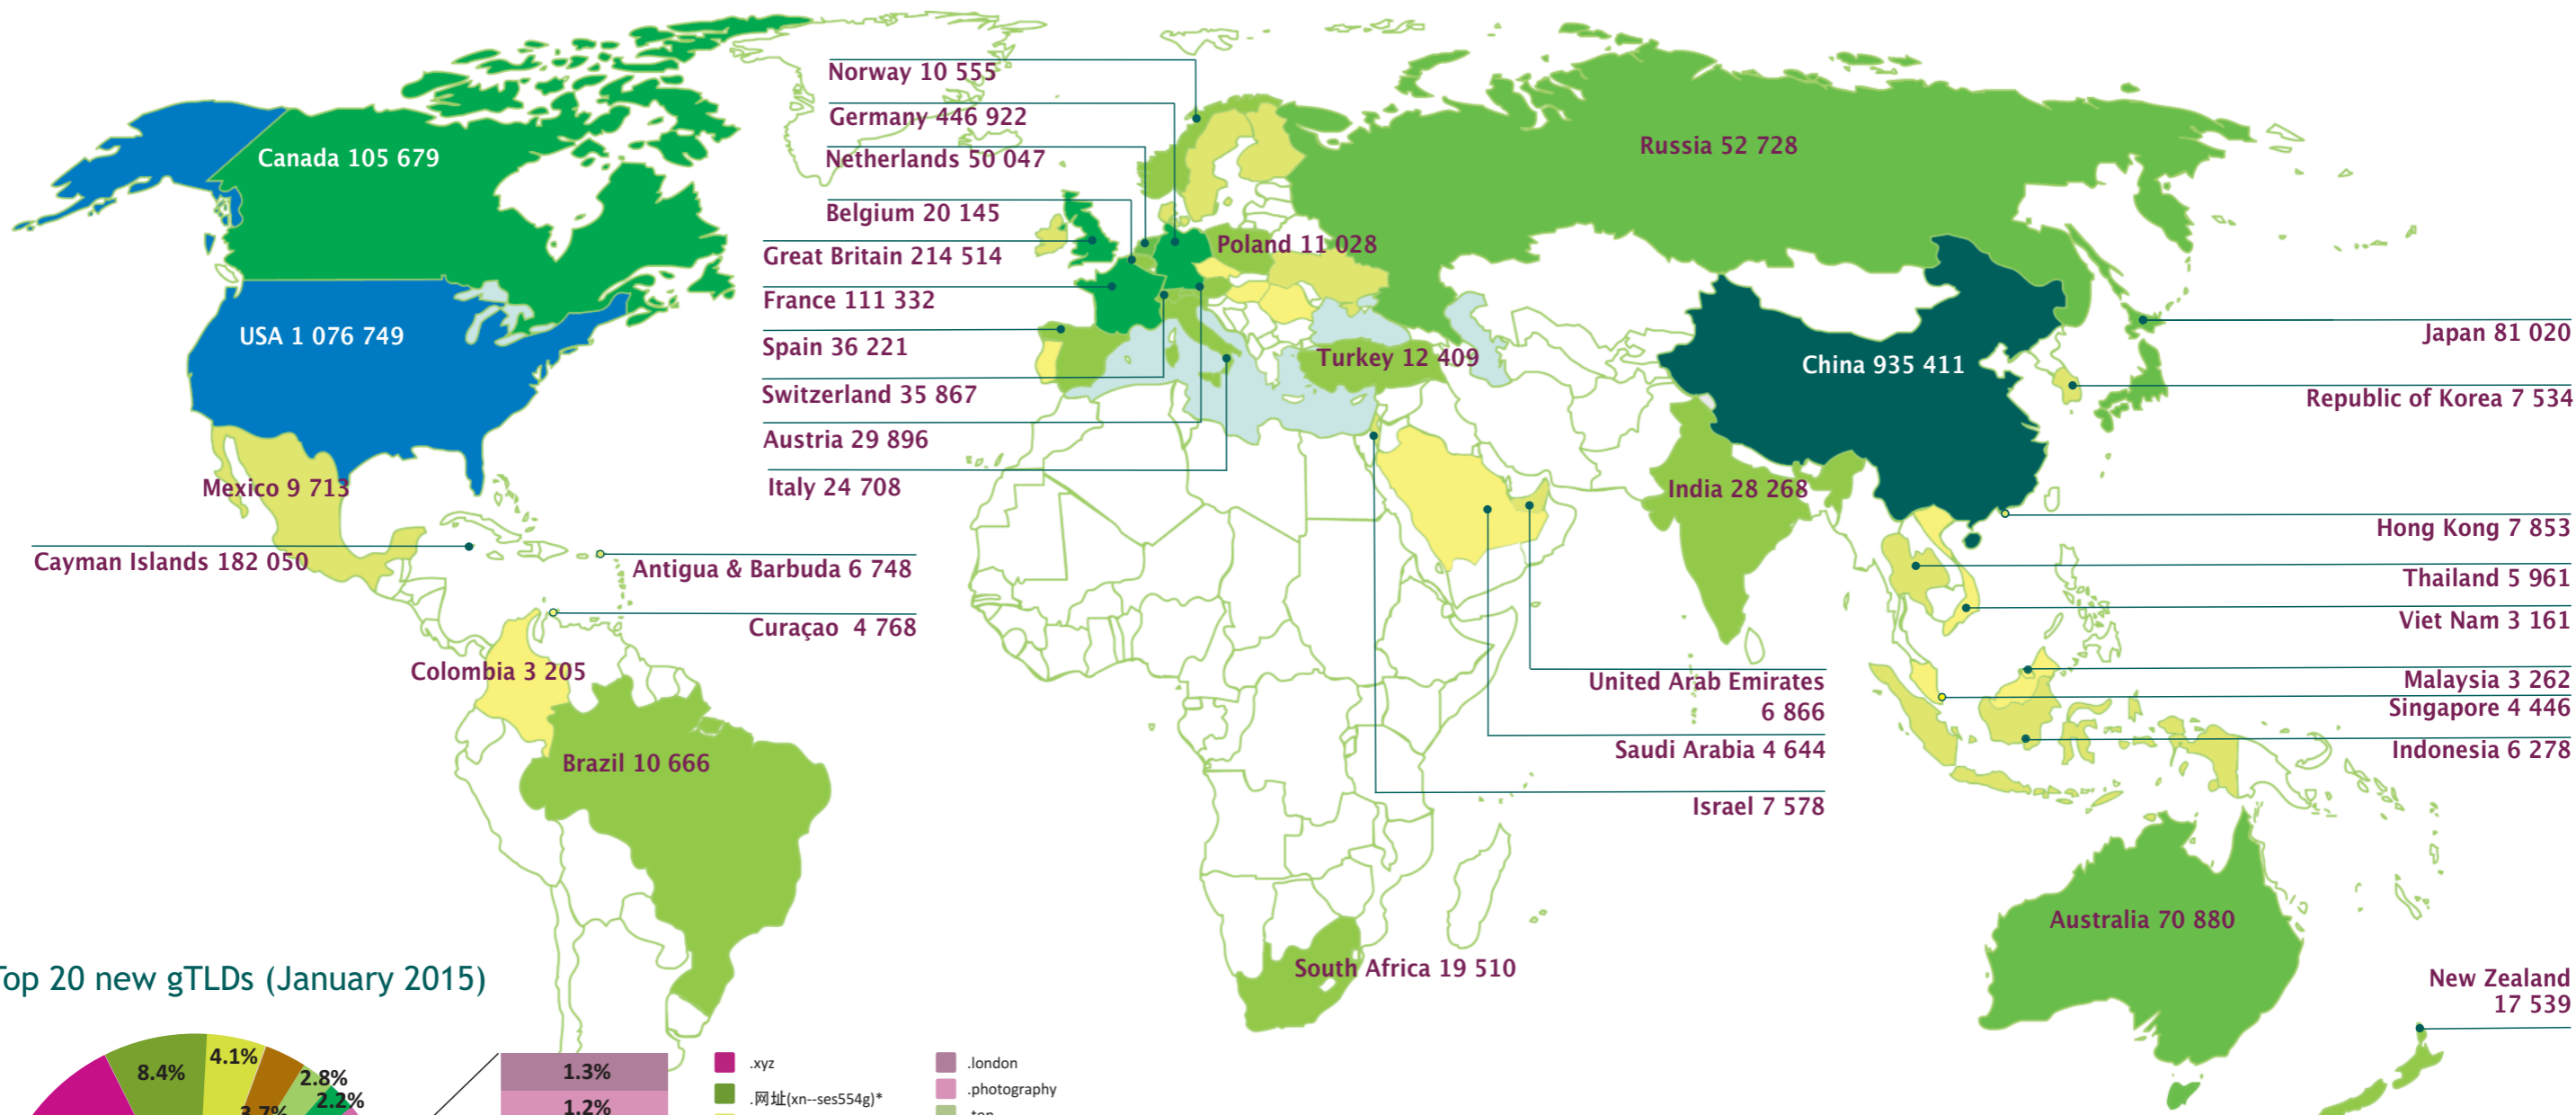 Norway 10 555
Germany 446 922
Netherlands 50 047
Belgium 20 145
Great Britain 214 514
France 111 332
Spain 36 221
Switzerland 35 867
Austria 29 896
Italy 24 708
Canada 105 679
USA 1 076 749
Mexico 9 713
Cayman Islands 182 050
Antigua & Barbuda 6 748
Curaçao 4 768
Colombia 3 205
Brazil 10 666
Russia 52 728
Poland 11 028
Turkey 12 409
China 935 411
India 28 268
Japan 81 020
Republic of Korea 7 534
Hong Kong 7 853
Thailand 5 961
Viet Nam 3 161
Malaysia 3 262
Singapore 4 446
Indonesia 6 278
United Arab Emirates
6 866
Saudi Arabia 4 644
Israel 7 578
South Africa 19 510
Australia 70 880
New Zealand
17 539
Top 20 new gTLDs (January 2015)
8.4%
4.1%
3.7%
2.8%
2.2%
1.3%
1.2%
.xyz
.网址(xn--ses554g)*
.london
.photography
.top